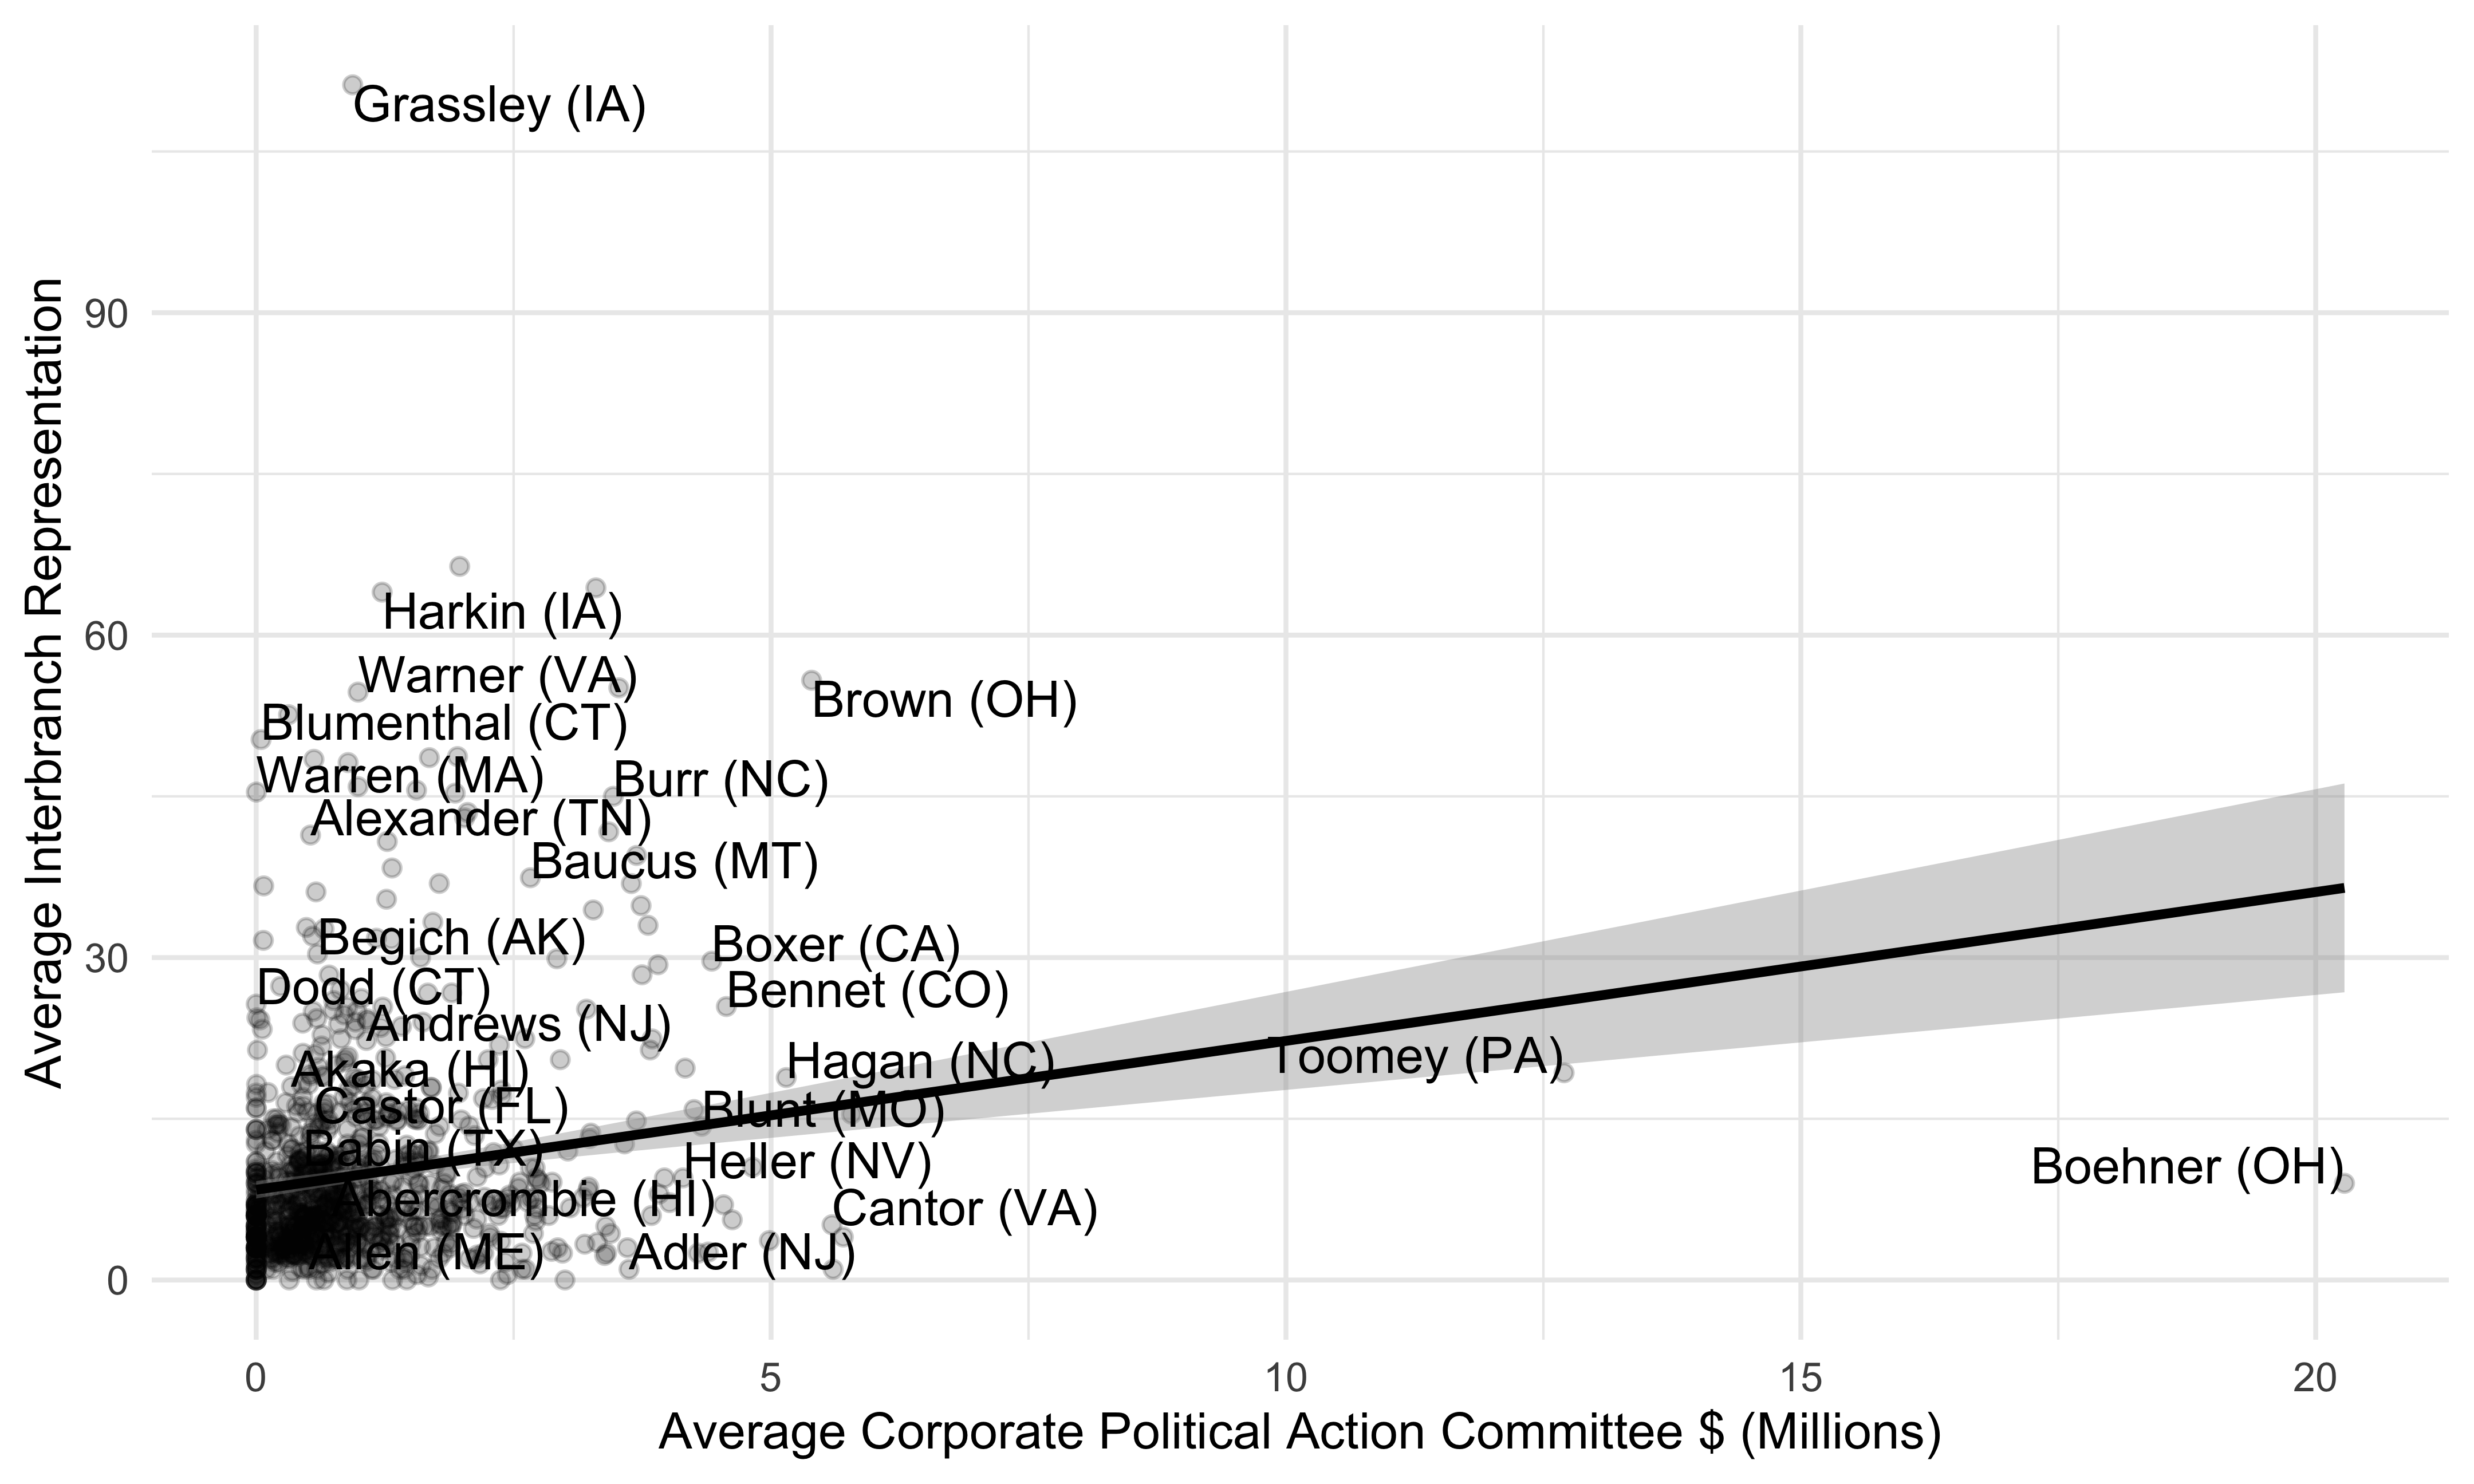 Grassley (IA)
90
Harkin (IA)
60
Warner (VA)
Brown (OH)
Blumenthal (CT)
Warren (MA)
Burr (NC)
Alexander (TN)
Baucus (MT)
Begich (AK)
Boxer (CA)
30
Dodd (CT)
Bennet (CO)
Andrews (NJ)
Hagan (NC)
Toomey (PA)
Akaka (HI)
Castor (FL)
Blunt (MO)
Babin (TX)
Heller (NV)
Boehner (OH)
Abercrombie (HI)
Cantor (VA)
Allen (ME)
Adler (NJ)
0
Average Interbranch Representation
0
5
10
15
20
Average Corporate Political Action Committee $ (Millions)